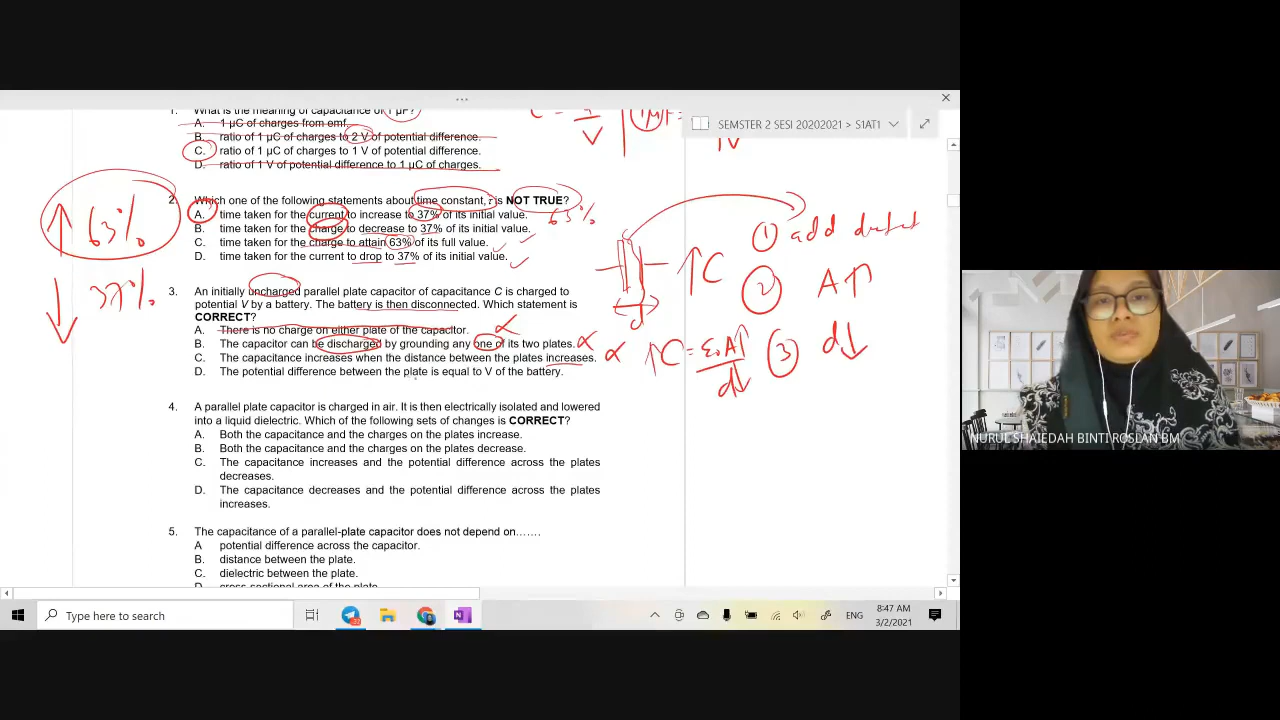 1. What is the meaning of capacitance of 1 µF?
A. 1 µC of charges from emf.
B. ratio of 1 µC of charges to 2 V of potential difference.
C. ratio of 1 µC of charges to 1 V of potential difference.
D. ratio of 1 V of potential difference to 1 µC of charges.
V
1V
SEMSTER 2 SESI 20202021 > S1AT1
2. Which one of the following statements about time constant, τ is NOT TRUE?
A. time taken for the current to increase to 37% of its initial value.
63%
B. time taken for the charge to decrease to 37% of its initial value.
C. time taken for the charge to attain 63% of its full value.
D. time taken for the current to drop to 37% of its initial value.
↑ 63%
↓ 37%
3. An initially uncharged parallel plate capacitor of capacitance C is charged to
potential V by a battery. The battery is then disconnected. Which statement is
CORRECT?
A. There is no charge on either plate of the capacitor.
B. The capacitor can be discharged by grounding any one of its two plates.
C. The capacitance increases when the distance between the plates increases.
D. The potential difference between the plate is equal to V of the battery.
d
↑C
① add
② A↑
③ d↓
↑C = ε₀A↑
d↓
4. A parallel plate capacitor is charged in air. It is then electrically isolated and lowered
into a liquid dielectric. Which of the following sets of changes is CORRECT?
A. Both the capacitance and the charges on the plates increase.
B. Both the capacitance and the charges on the plates decrease.
C. The capacitance increases and the potential difference across the plates
decreases.
D. The capacitance decreases and the potential difference across the plates
increases.
5. The capacitance of a parallel-plate capacitor does not depend on…….
A potential difference across the capacitor.
B. distance between the plate.
C. dielectric between the plate.
D. cross-sectional area of the plate.
NURUL SHAIEDAH BINTI ROSLAN BM
Type here to search
ENG
8:47 AM
3/2/2021